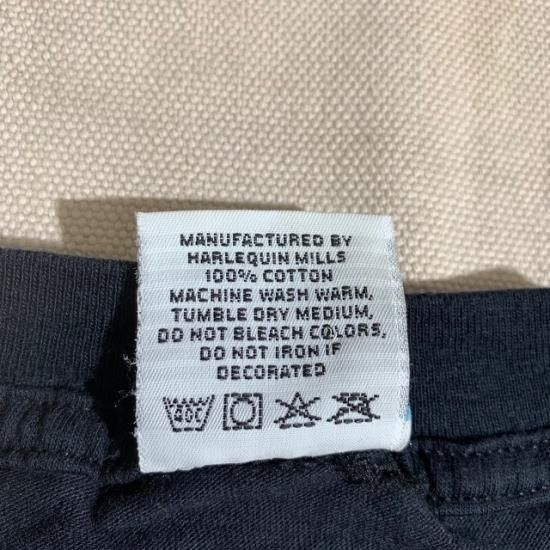 MANUFACTURED BY
HARLEQUIN MILLS
100% COTTON
MACHINE WASH WARM,
TUMBLE DRY MEDIUM,
DO NOT BLEACH COLORS,
DO NOT IRON IF
DECORATED
40C